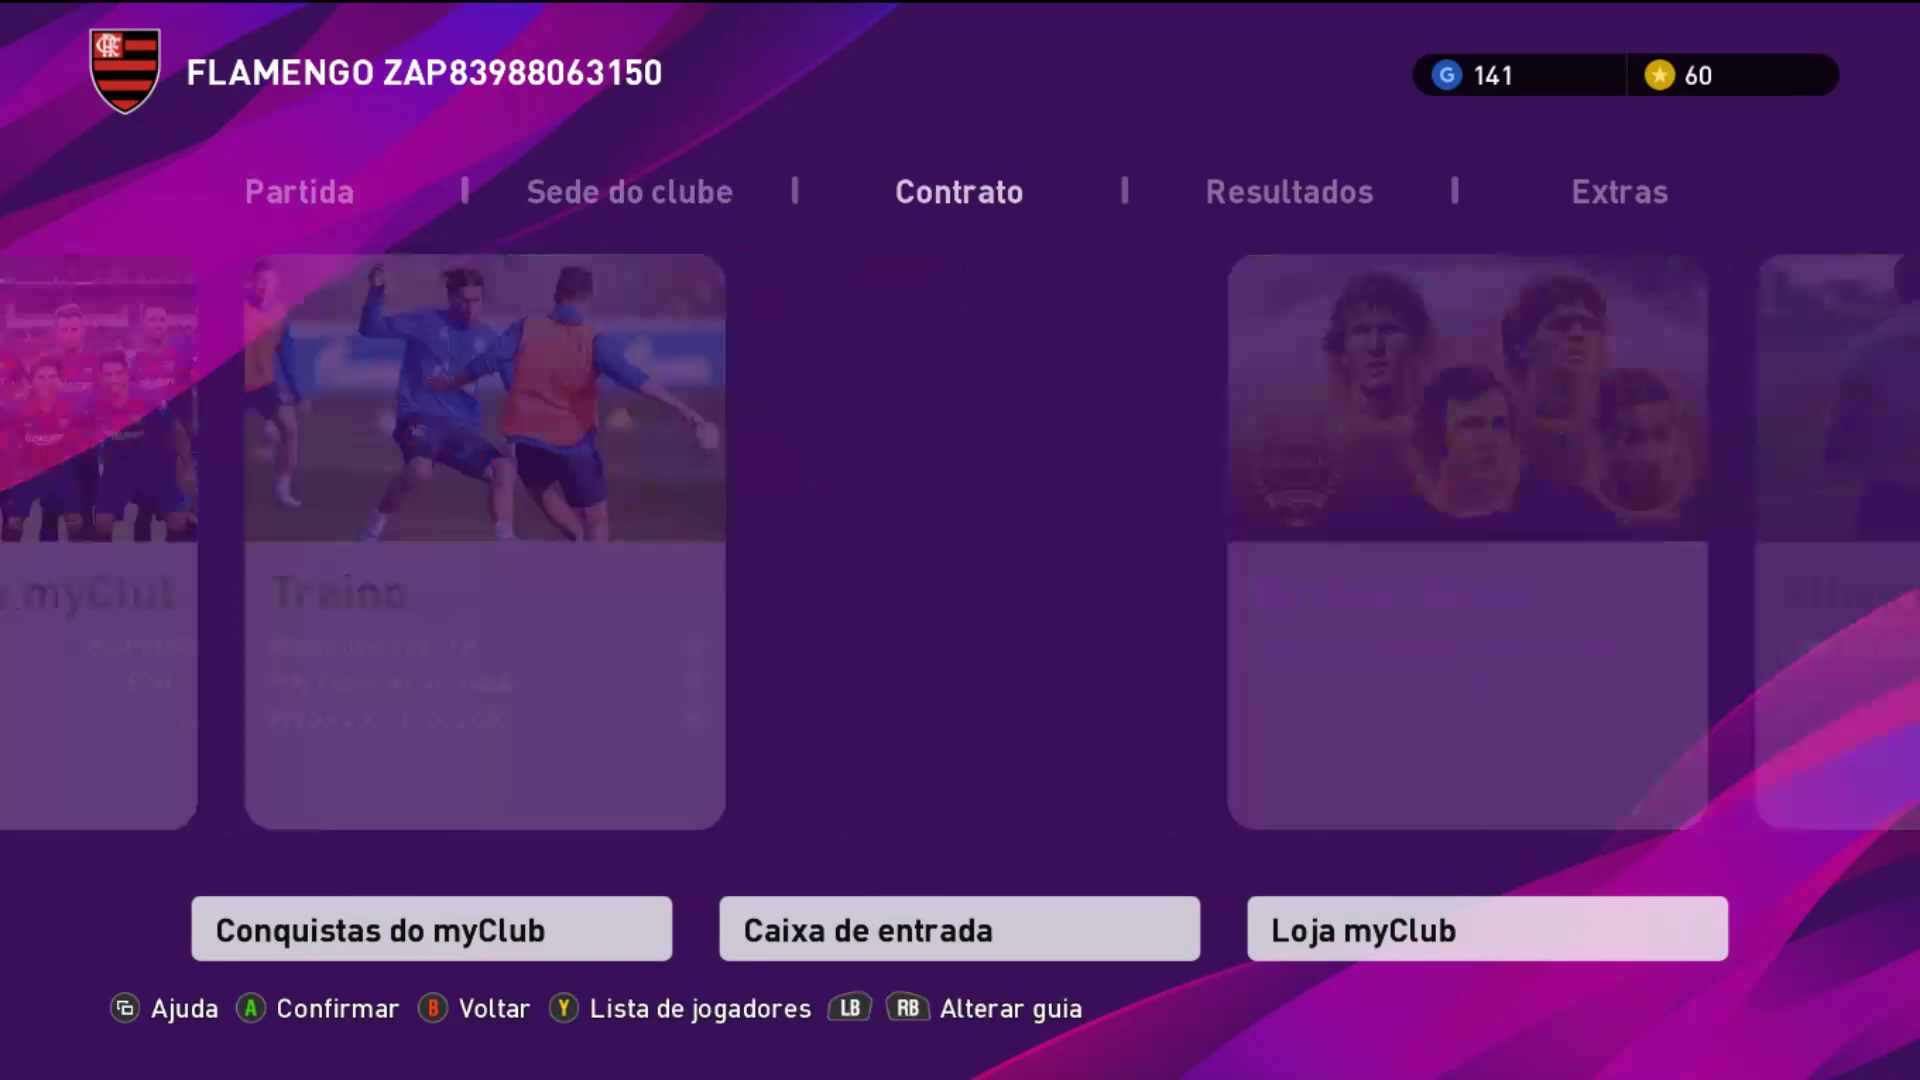 FLAMENGO ZAP83988063150
141
60
Partida
Sede do clube
Contrato
Resultados
Extras
myClub
Treino
Conquistas do myClub
Caixa de entrada
Loja myClub
Ajuda
A Confirmar
B Voltar
Y Lista de jogadores
LB RB Alterar guia